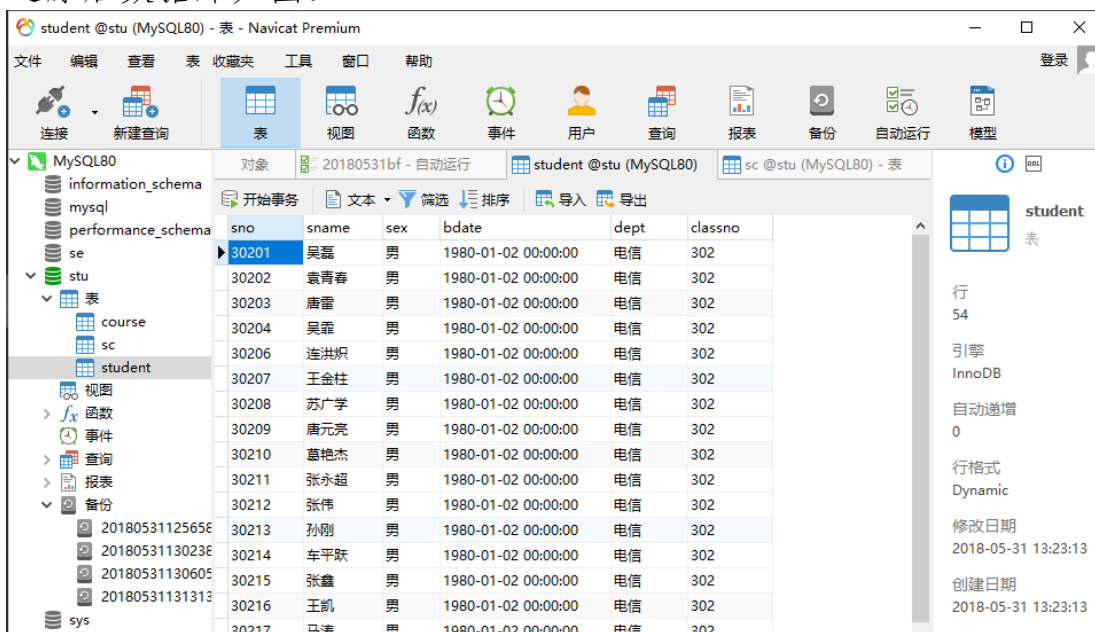 student @stu (MySQL80) - 表 - Navicat Premium
文件 编辑 查看 表 收藏夹 工具 窗口 帮助 登录
连接 新建查询 表 视图 函数 事件 用户 查询 报表 备份 自动运行 模型
MySQL80
information_schema
mysql
performance_schema
se
stu
表
course
sc
student
视图
函数
事件
查询
报表
备份
20180531125658
20180531130238
20180531130605
20180531131313
sys
对象 20180531bf - 自动运行 student @stu (MySQL80) sc @stu (MySQL80) - 表
开始事务 文本 筛选 排序 导入 导出
sno sname sex bdate dept classno
30201 吴磊 男 1980-01-02 00:00:00 电信 302
30202 袁青春 男 1980-01-02 00:00:00 电信 302
30203 唐雷 男 1980-01-02 00:00:00 电信 302
30204 吴霏 男 1980-01-02 00:00:00 电信 302
30206 连洪炽 男 1980-01-02 00:00:00 电信 302
30207 王金柱 男 1980-01-02 00:00:00 电信 302
30208 苏广学 男 1980-01-02 00:00:00 电信 302
30209 唐元亮 男 1980-01-02 00:00:00 电信 302
30210 葛艳杰 男 1980-01-02 00:00:00 电信 302
30211 张永超 男 1980-01-02 00:00:00 电信 302
30212 张伟 男 1980-01-02 00:00:00 电信 302
30213 孙刚 男 1980-01-02 00:00:00 电信 302
30214 车平跃 男 1980-01-02 00:00:00 电信 302
30215 张鑫 男 1980-01-02 00:00:00 电信 302
30216 王凯 男 1980-01-02 00:00:00 电信 302
30217 马涛 男 1980-01-02 00:00:00 电信 302
student
表
行
54
引擎
InnoDB
自动递增
0
行格式
Dynamic
修改日期
2018-05-31 13:23:13
创建日期
2018-05-31 13:23:13